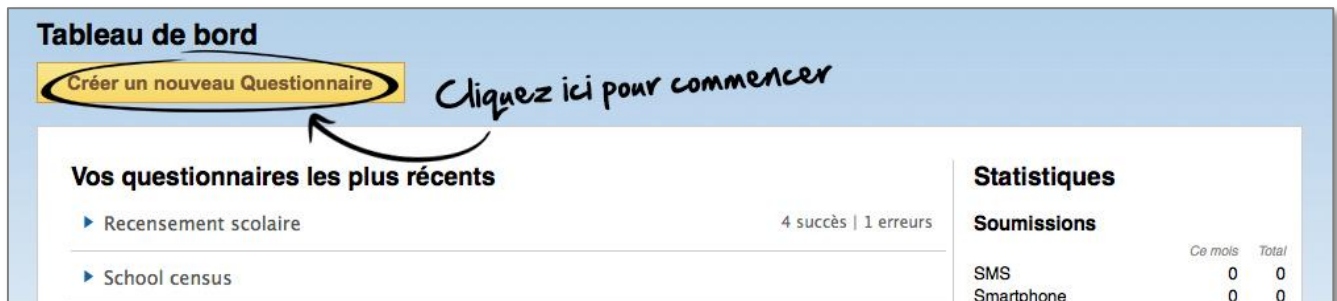 Tableau de bord
Créer un nouveau Questionnaire
Cliquez ici pour commencer
Vos questionnaires les plus récents
Recensement scolaire 4 succès | 1 erreurs
School census
Statistiques
Soumissions
Ce mois Total
SMS 0 0
Smartphone 0 0